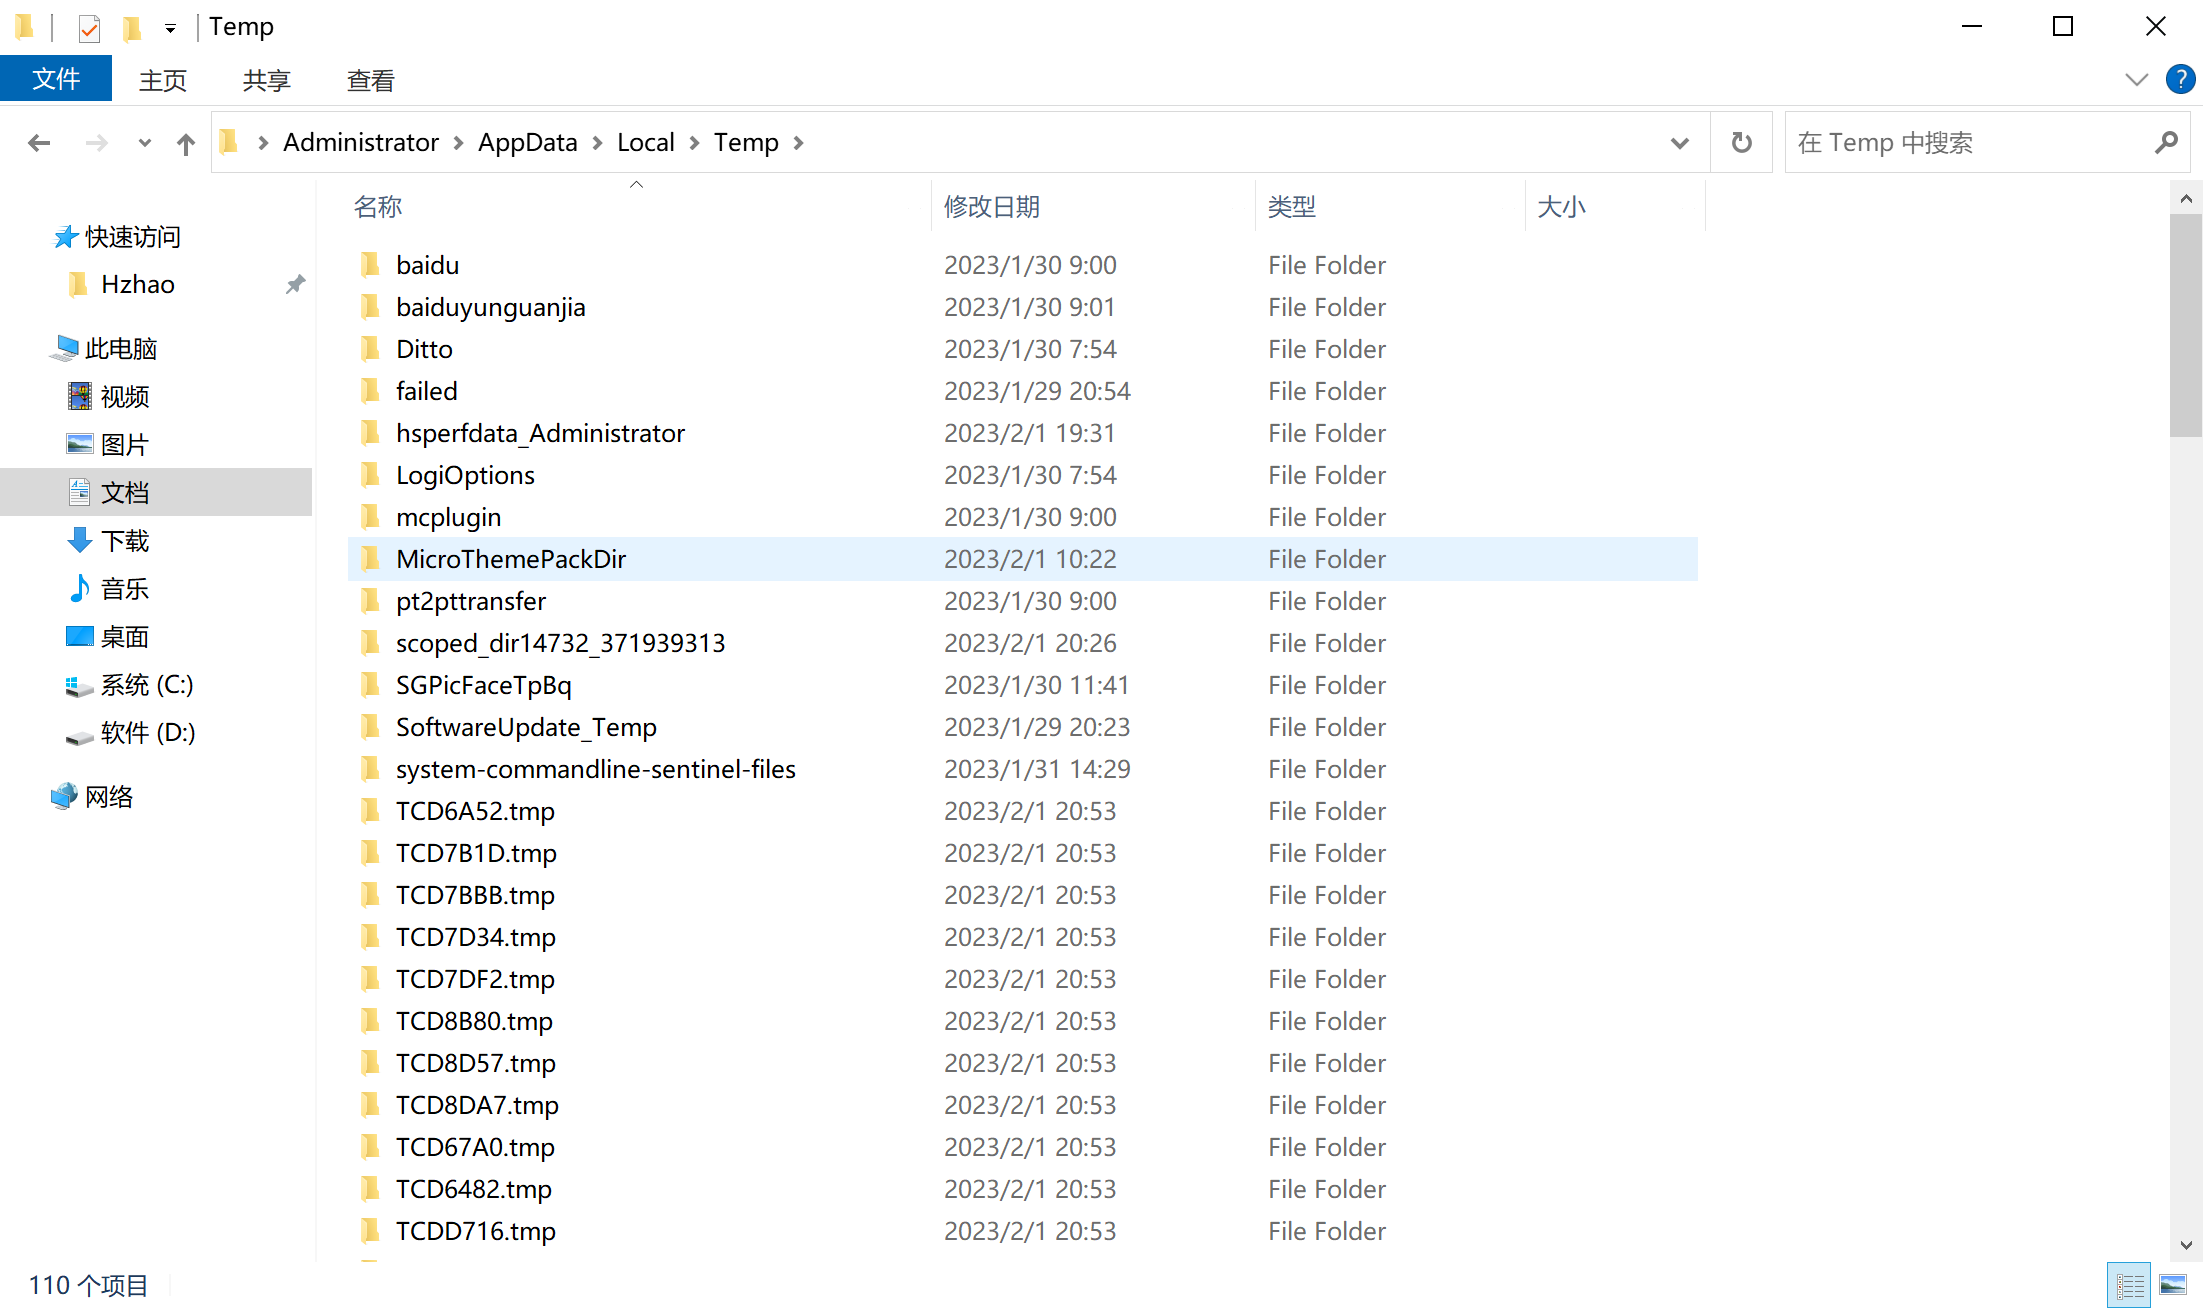 Temp
文件 主页 共享 查看
Administrator AppData Local Temp
在 Temp 中搜索
快速访问
Hzhao
此电脑
视频
图片
文档
下载
音乐
桌面
系统 (C:)
软件 (D:)
网络
名称 修改日期 类型 大小
baidu 2023/1/30 9:00 File Folder
baiduyunguanjia 2023/1/30 9:01 File Folder
Ditto 2023/1/30 7:54 File Folder
failed 2023/1/29 20:54 File Folder
hsperfdata_Administrator 2023/2/1 19:31 File Folder
LogiOptions 2023/1/30 7:54 File Folder
mcplugin 2023/1/30 9:00 File Folder
MicroThemePackDir 2023/2/1 10:22 File Folder
pt2pttransfer 2023/1/30 9:00 File Folder
scoped_dir14732_371939313 2023/2/1 20:26 File Folder
SGPicFaceTpBq 2023/1/30 11:41 File Folder
SoftwareUpdate_Temp 2023/1/29 20:23 File Folder
system-commandline-sentinel-files 2023/1/31 14:29 File Folder
TCD6A52.tmp 2023/2/1 20:53 File Folder
TCD7B1D.tmp 2023/2/1 20:53 File Folder
TCD7BBB.tmp 2023/2/1 20:53 File Folder
TCD7D34.tmp 2023/2/1 20:53 File Folder
TCD7DF2.tmp 2023/2/1 20:53 File Folder
TCD8B80.tmp 2023/2/1 20:53 File Folder
TCD8D57.tmp 2023/2/1 20:53 File Folder
TCD8DA7.tmp 2023/2/1 20:53 File Folder
TCD67A0.tmp 2023/2/1 20:53 File Folder
TCD6482.tmp 2023/2/1 20:53 File Folder
TCDD716.tmp 2023/2/1 20:53 File Folder
110 个项目